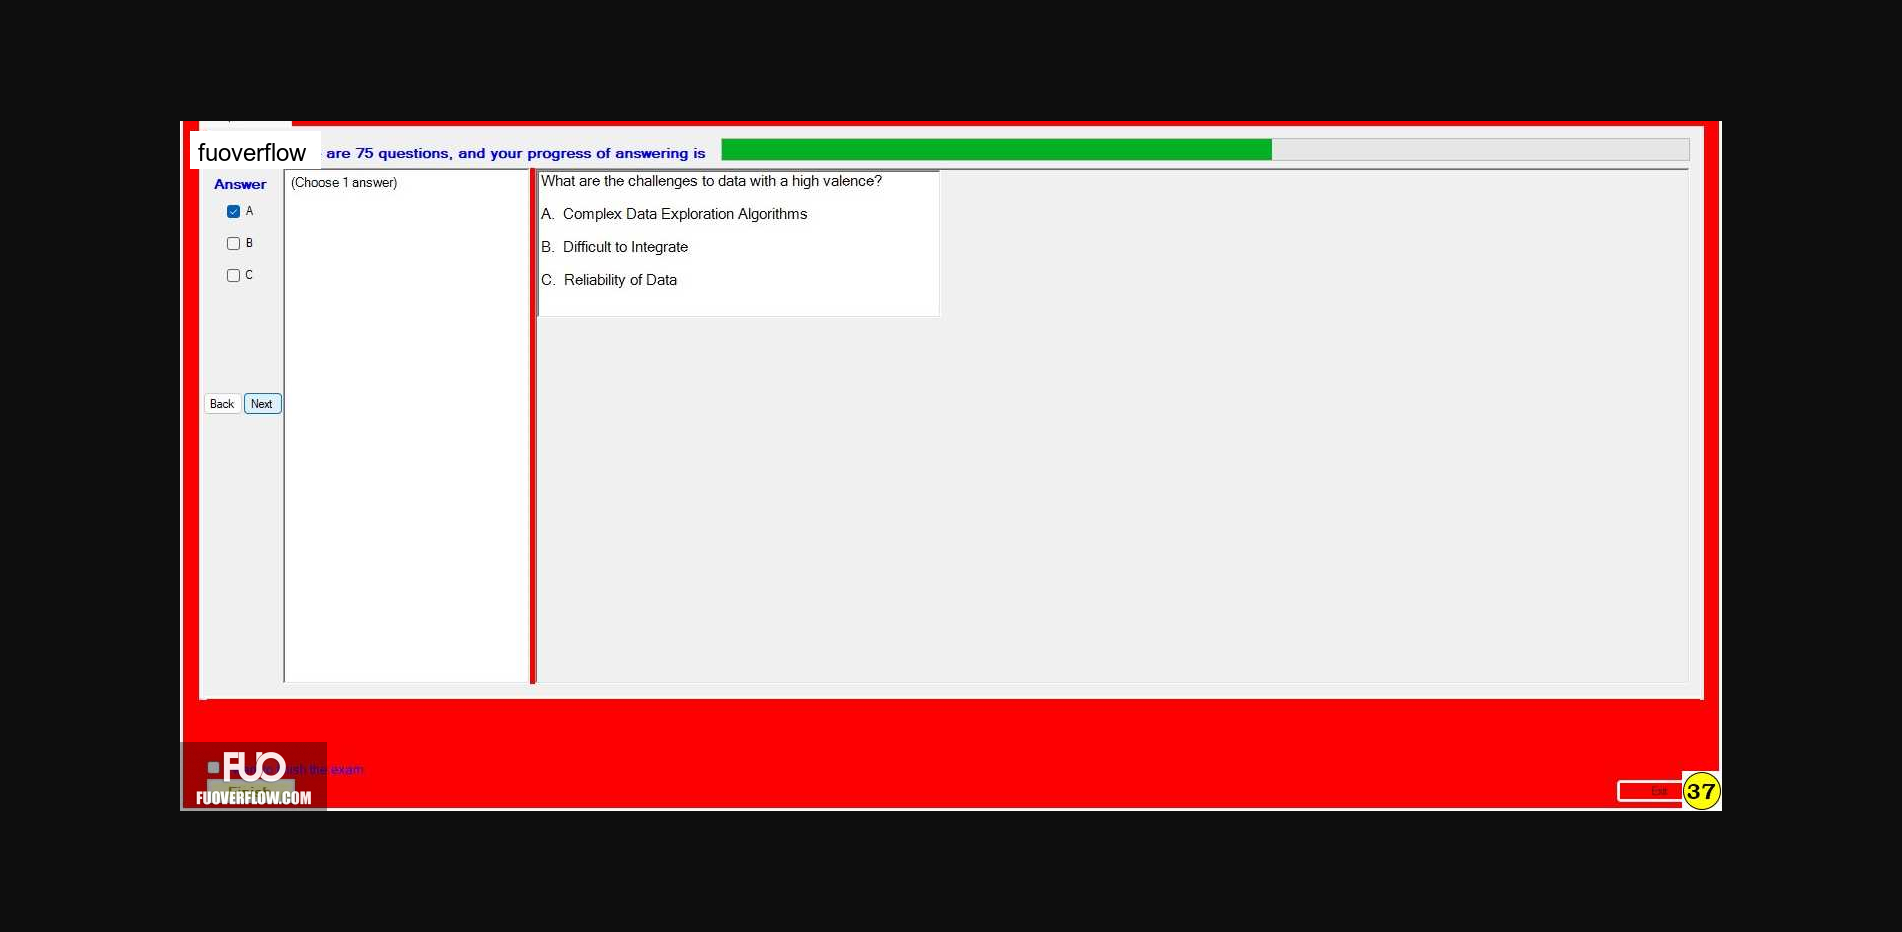 fuoverflow are 75 questions, and your progress of answering is
Answer
(Choose 1 answer)
A
B
C
Back Next
What are the challenges to data with a high valence?
A. Complex Data Exploration Algorithms
B. Difficult to Integrate
C. Reliability of Data
the exam
FUO
FUOVERFLOW.COM
Exit
37